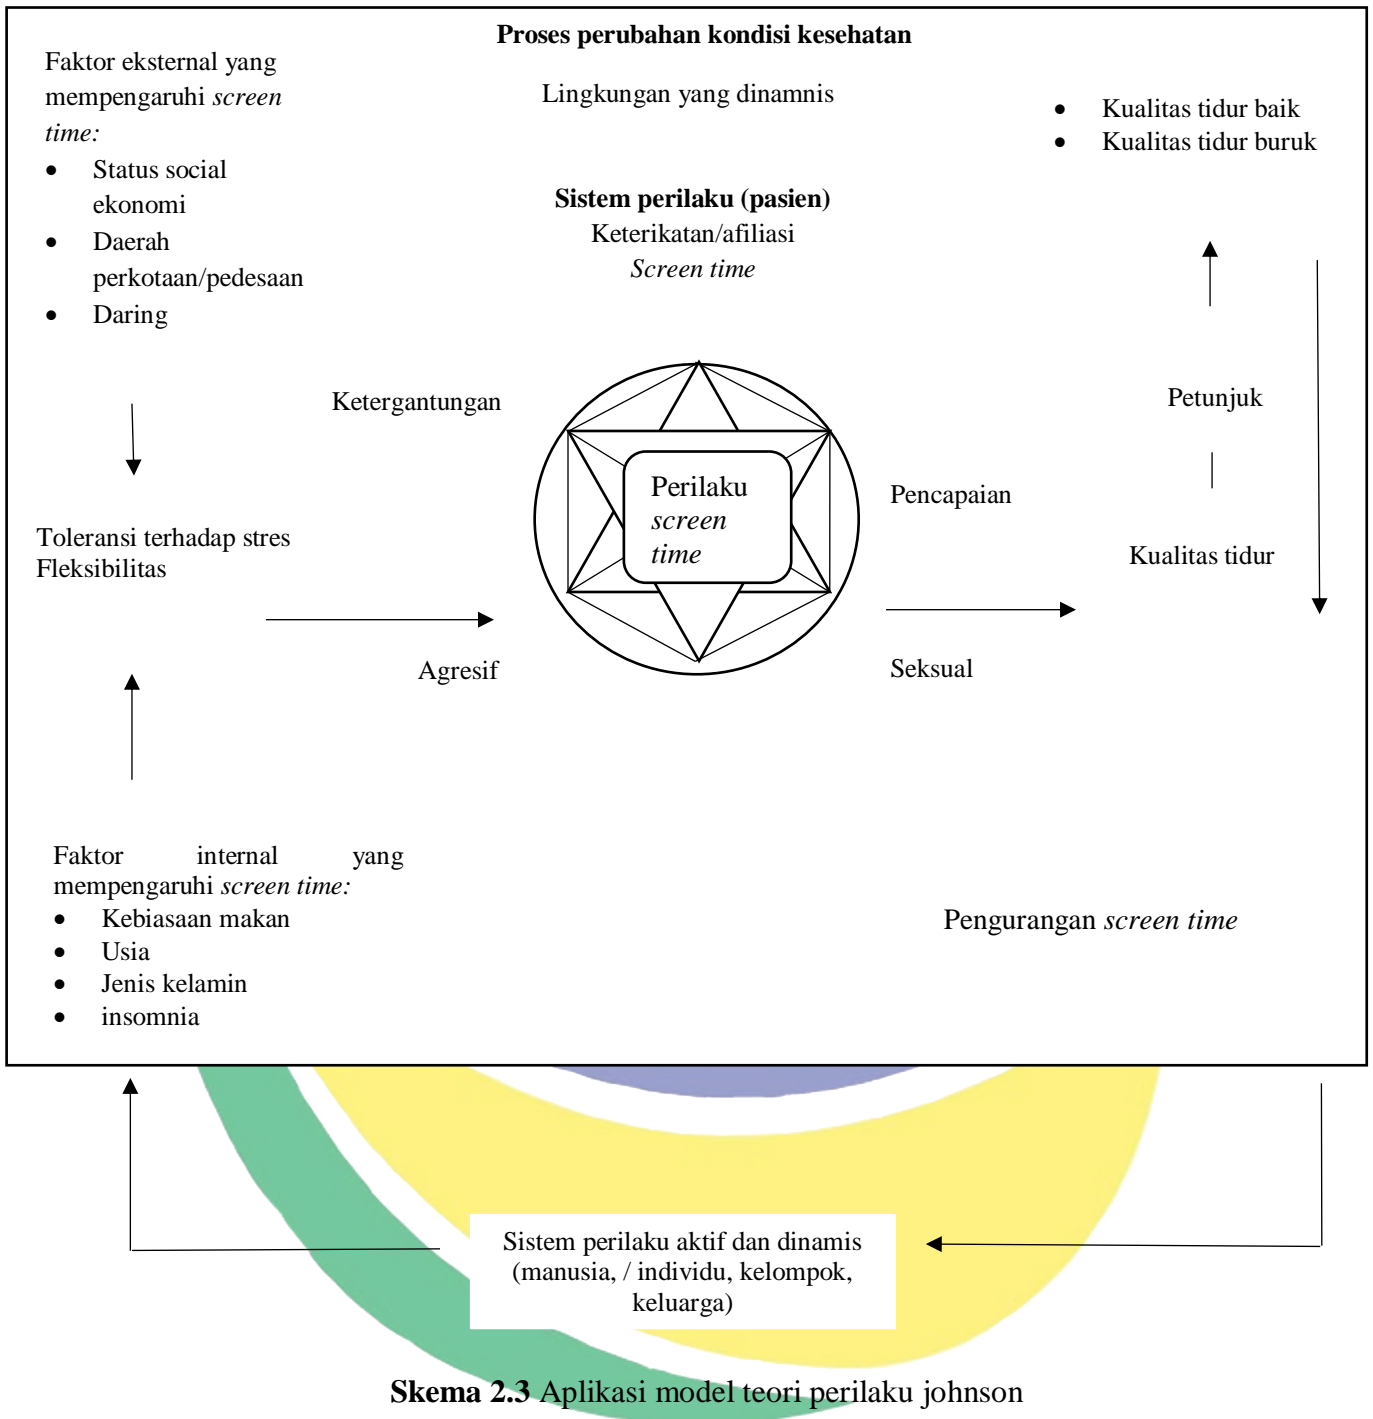 Proses perubahan kondisi kesehatan
Faktor eksternal yang
mempengaruhi screen
time:
• Status social
ekonomi
• Daerah
perkotaan/pedesaan
• Daring
Lingkungan yang dinamnis
• Kualitas tidur baik
• Kualitas tidur buruk
Sistem perilaku (pasien)
Keterikatan/afiliasi
Screen time
Ketergantungan
Petunjuk
Perilaku
screen
time
Pencapaian
Toleransi terhadap stres
Fleksibilitas
Kualitas tidur
Agresif
Seksual
Faktor internal yang
mempengaruhi screen time:
• Kebiasaan makan
• Usia
• Jenis kelamin
• insomnia
Pengurangan screen time
Sistem perilaku aktif dan dinamis
(manusia, / individu, kelompok,
keluarga)
Skema 2.3 Aplikasi model teori perilaku johnson